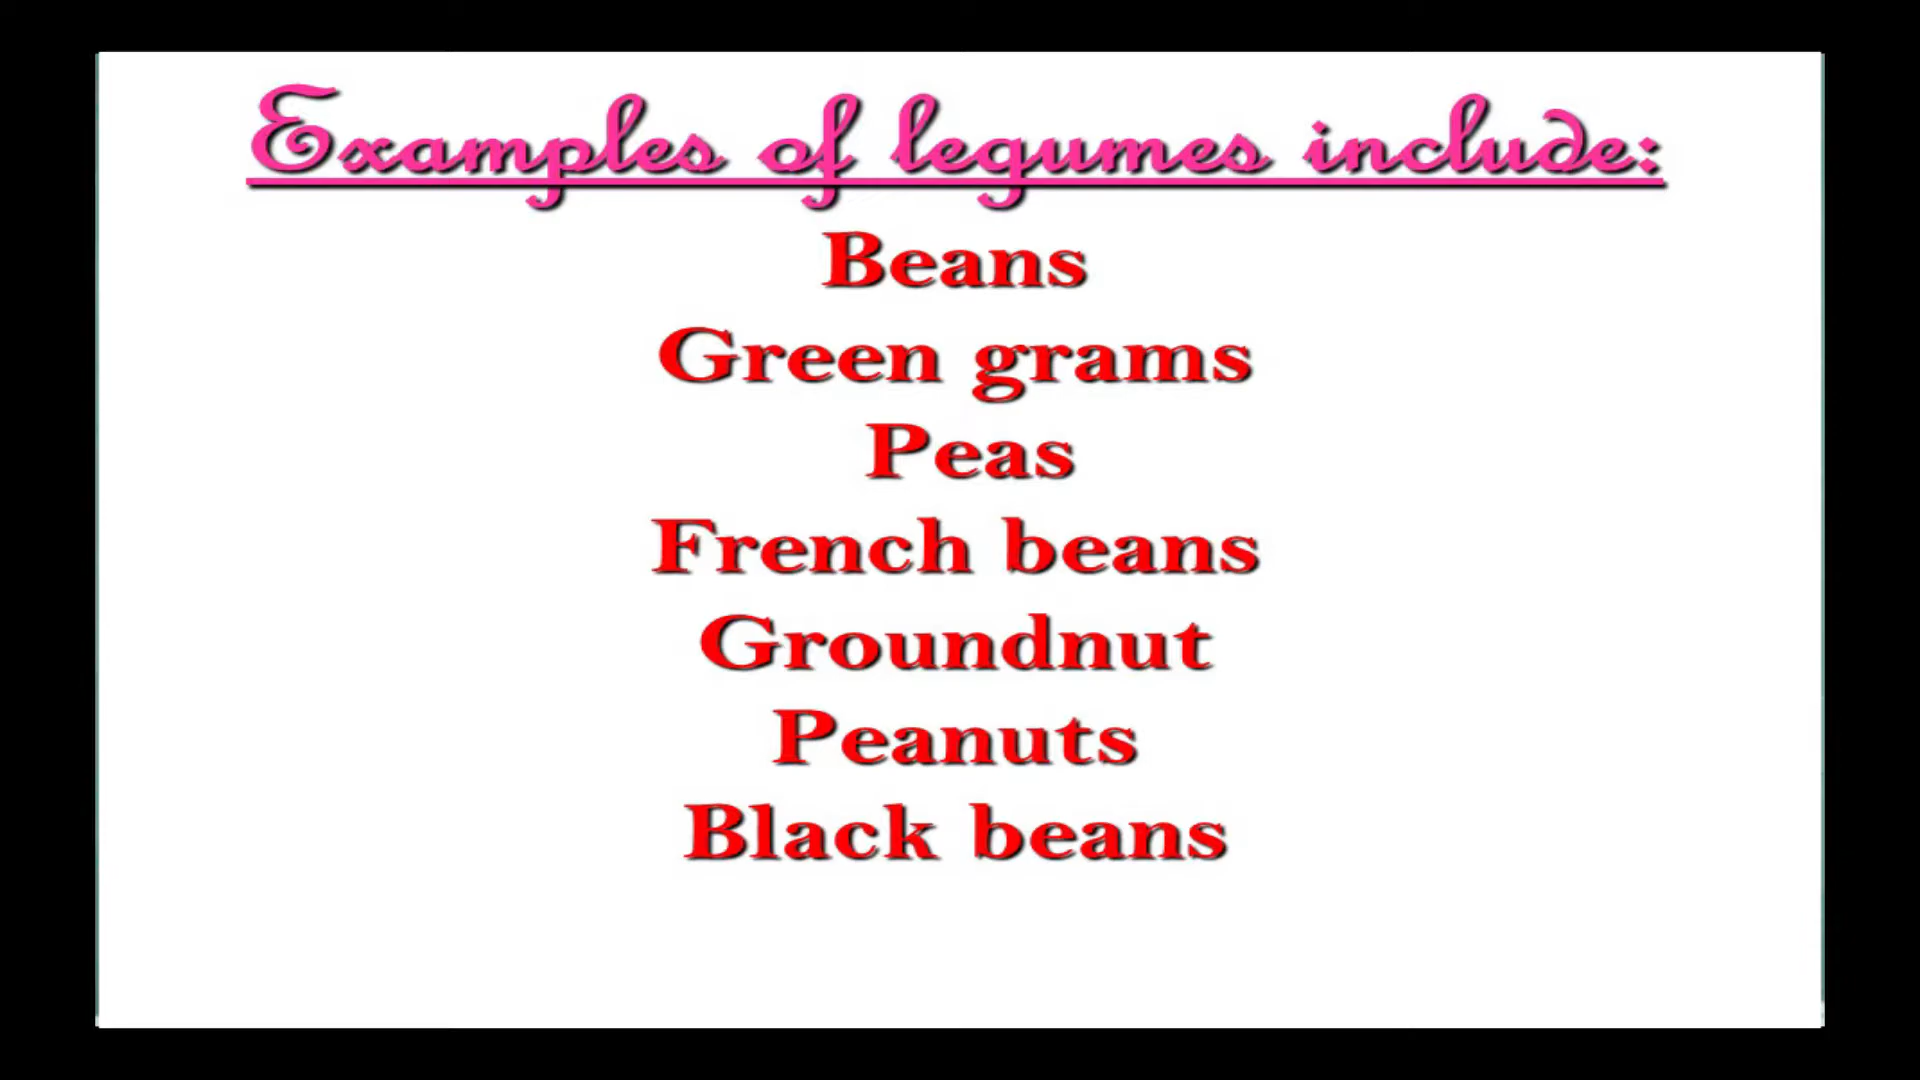 Examples of legumes include:
Beans
Green grams
Peas
French beans
Groundnut
Peanuts
Black beans